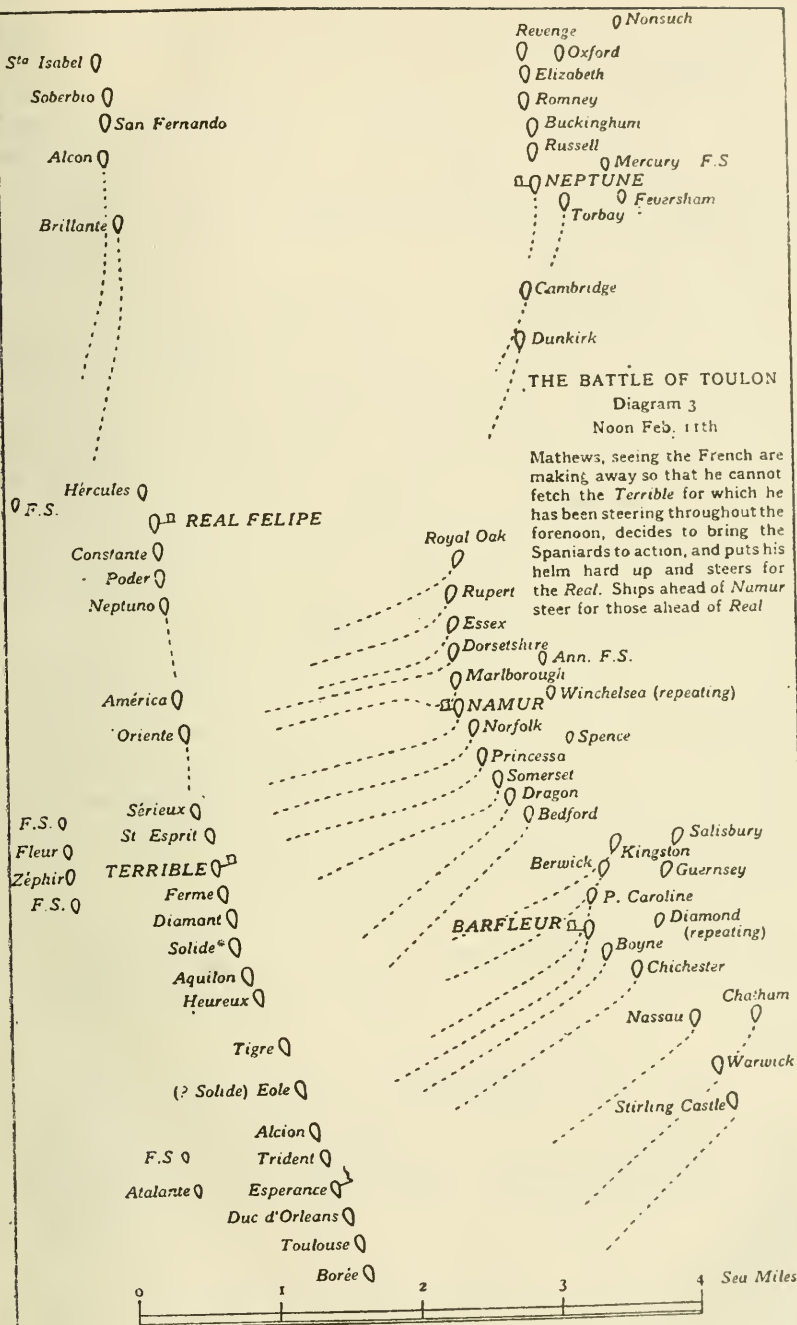 Nonsuch
Revenge
Oxford
Sta Isabel
Elizabeth
Soberbio
Romney
San Fernando
Buckinghum
Russell
Alcon
Mercury F.S
NEPTUNE
Feversham
Torbay
Brillante
Cambridge
Dunkirk
THE BATTLE OF TOULON
Diagram 3
Noon Feb. 11th
Mathews, seeing the French are
making away so that he cannot
fetch the Terrible for which he
has been steering throughout the
forenoon, decides to bring the
Spaniards to action, and puts his
helm hard up and steers for
the Real. Ships ahead of Namur
steer for those ahead of Real
Hércules
F.S.
REAL FELIPE
Royal Oak
Constante
Poder
Rupert
Neptuno
Essex
Dorsetshire
Ann. F.S.
Marlborough
Winchelsea (repeating)
América
NAMUR
Norfolk
Oriente
Spence
Princessa
Somerset
Dragon
Sérieux
Bedford
F.S.
St Esprit
Salisbury
Fleur
Kingston
TERRIBLE
Berwick
Guernsey
Zéphir
Ferme
P. Caroline
F.S.
Diamant
BARFLEUR
Diamond
(repeating)
Solide*
Boyne
Aquilon
Chichester
Heureux
Chatham
Nassau
Tigre
Warwick
(? Solide) Eole
Stirling Castle
Alcion
F.S
Trident
Atalante
Esperance
Duc d'Orleans
Toulouse
Borée
0 1 2 3 4 Sea Miles